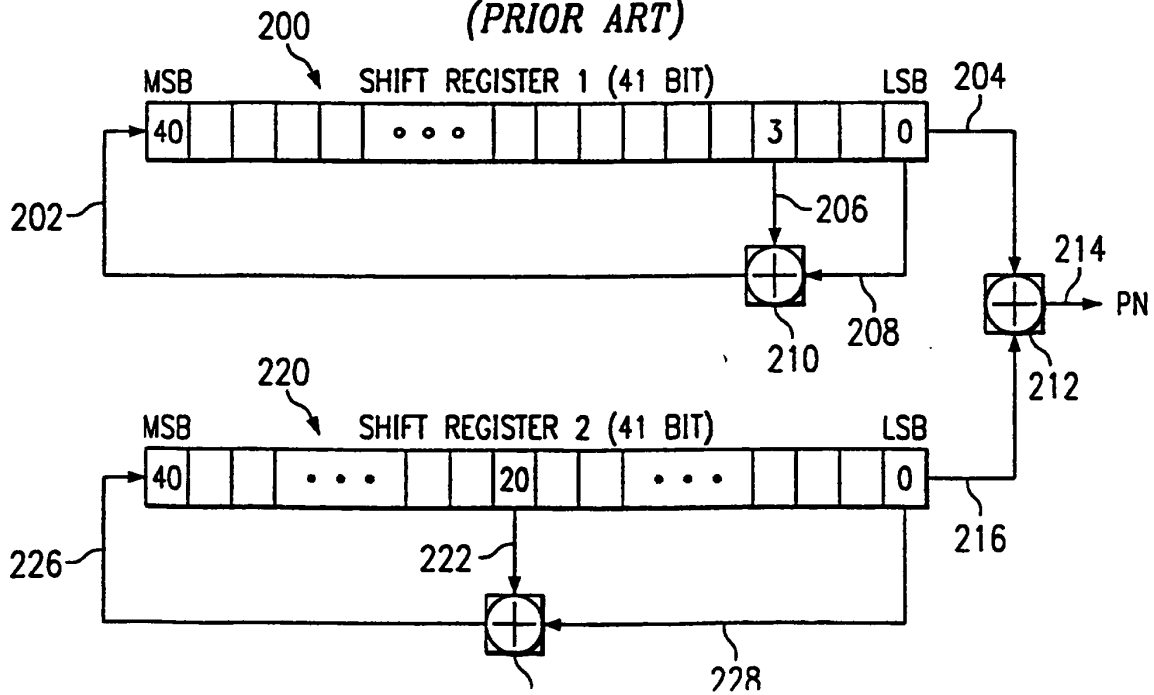 (PRIOR ART)
200
MSB SHIFT REGISTER 1 (41 BIT) LSB
204
40 3 0
202
206
208
210
214
PN
212
220
MSB SHIFT REGISTER 2 (41 BIT) LSB
40 20 0
216
226
222
228